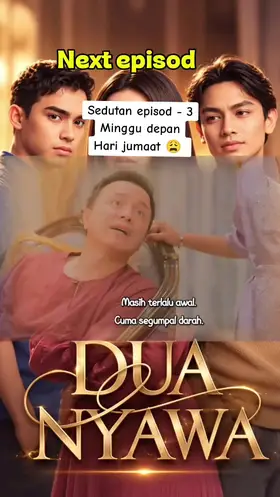 Next episod
Sedutan episod - 3
Minggu depan
Hari jumaat 😩
Masih terlalu awal.
Cuma segumpal darah.
DUA
NYAWA